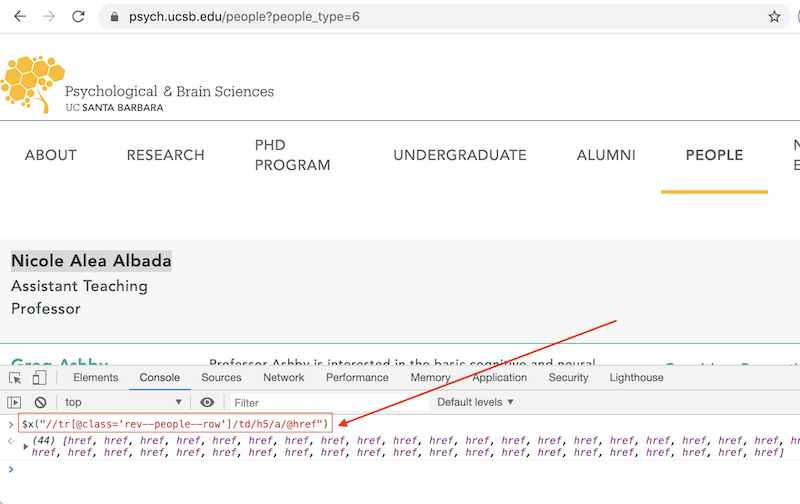 psych.ucsb.edu/people?people_type=6
Psychological & Brain Sciences
UC SANTA BARBARA
ABOUT
RESEARCH
PHD
PROGRAM
UNDERGRADUATE
ALUMNI
PEOPLE
N
E
Nicole Alea Albada
Assistant Teaching
Professor
Greg Ashby
Professor Ashby is interested in the basic cognitive and neural
Elements Console Sources Network Performance Memory Application Security Lighthouse
top Filter Default levels ▼
> $x("//tr[@class='rev--people--row']/td/h5/a/@href")
(44) [href, href, href, href, href, href, href, href, href, href, href, href, href, href, href, href, href, href, href, href, h
href, href, href, href, href, href, href, href, href, href, href, href, href, href, href, href, href, href, href, href, href]